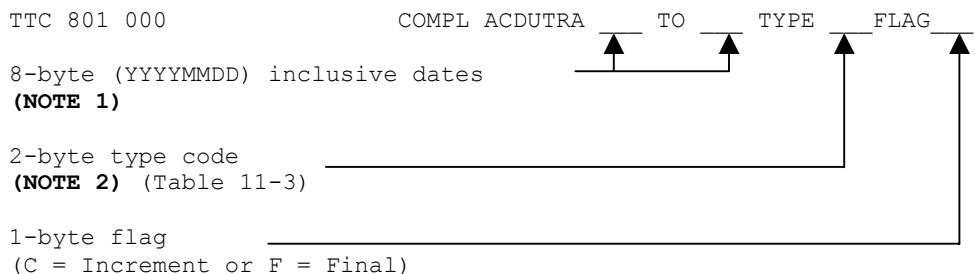 TTC 801 000 COMPL ACDUTRA ___ TO ___ TYPE ___FLAG___
8-byte (YYYYMMDD) inclusive dates
(NOTE 1)
2-byte type code
(NOTE 2) (Table 11-3)
1-byte flag
(C = Increment or F = Final)